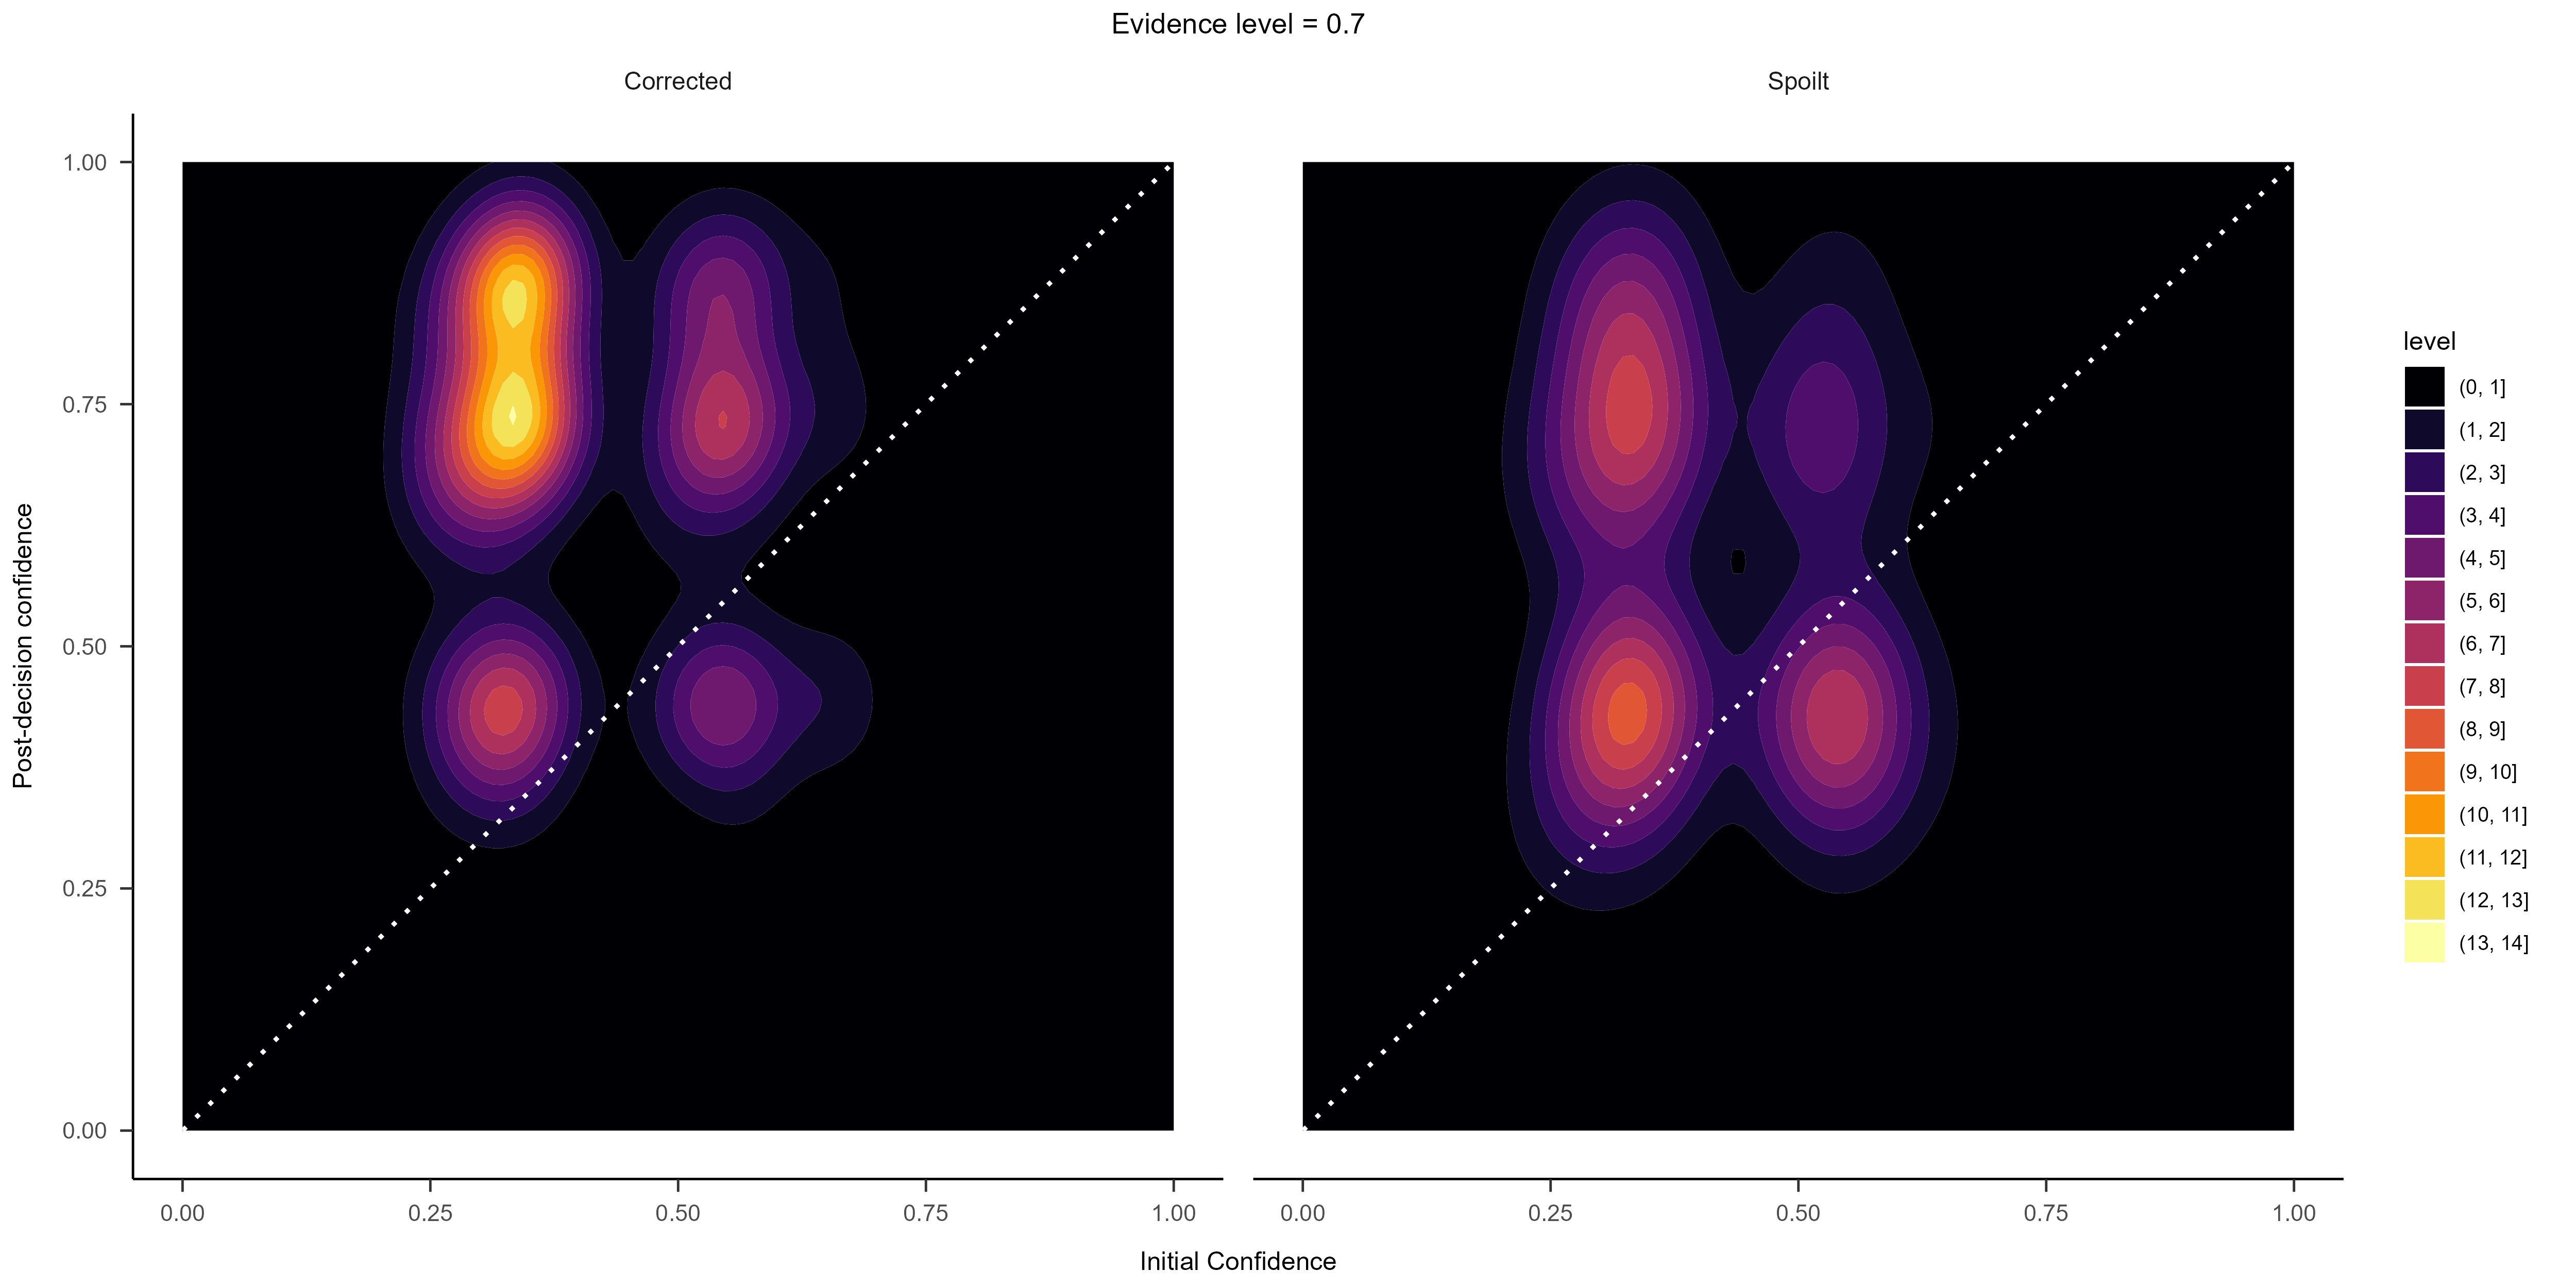 Evidence level = 0.7
Corrected
Spoilt
1.00
0.75
0.50
0.25
0.00
Post-decision confidence
0.00 0.25 0.50 0.75 1.00
0.00 0.25 0.50 0.75 1.00
Initial Confidence
level
(0, 1]
(1, 2]
(2, 3]
(3, 4]
(4, 5]
(5, 6]
(6, 7]
(7, 8]
(8, 9]
(9, 10]
(10, 11]
(11, 12]
(12, 13]
(13, 14]